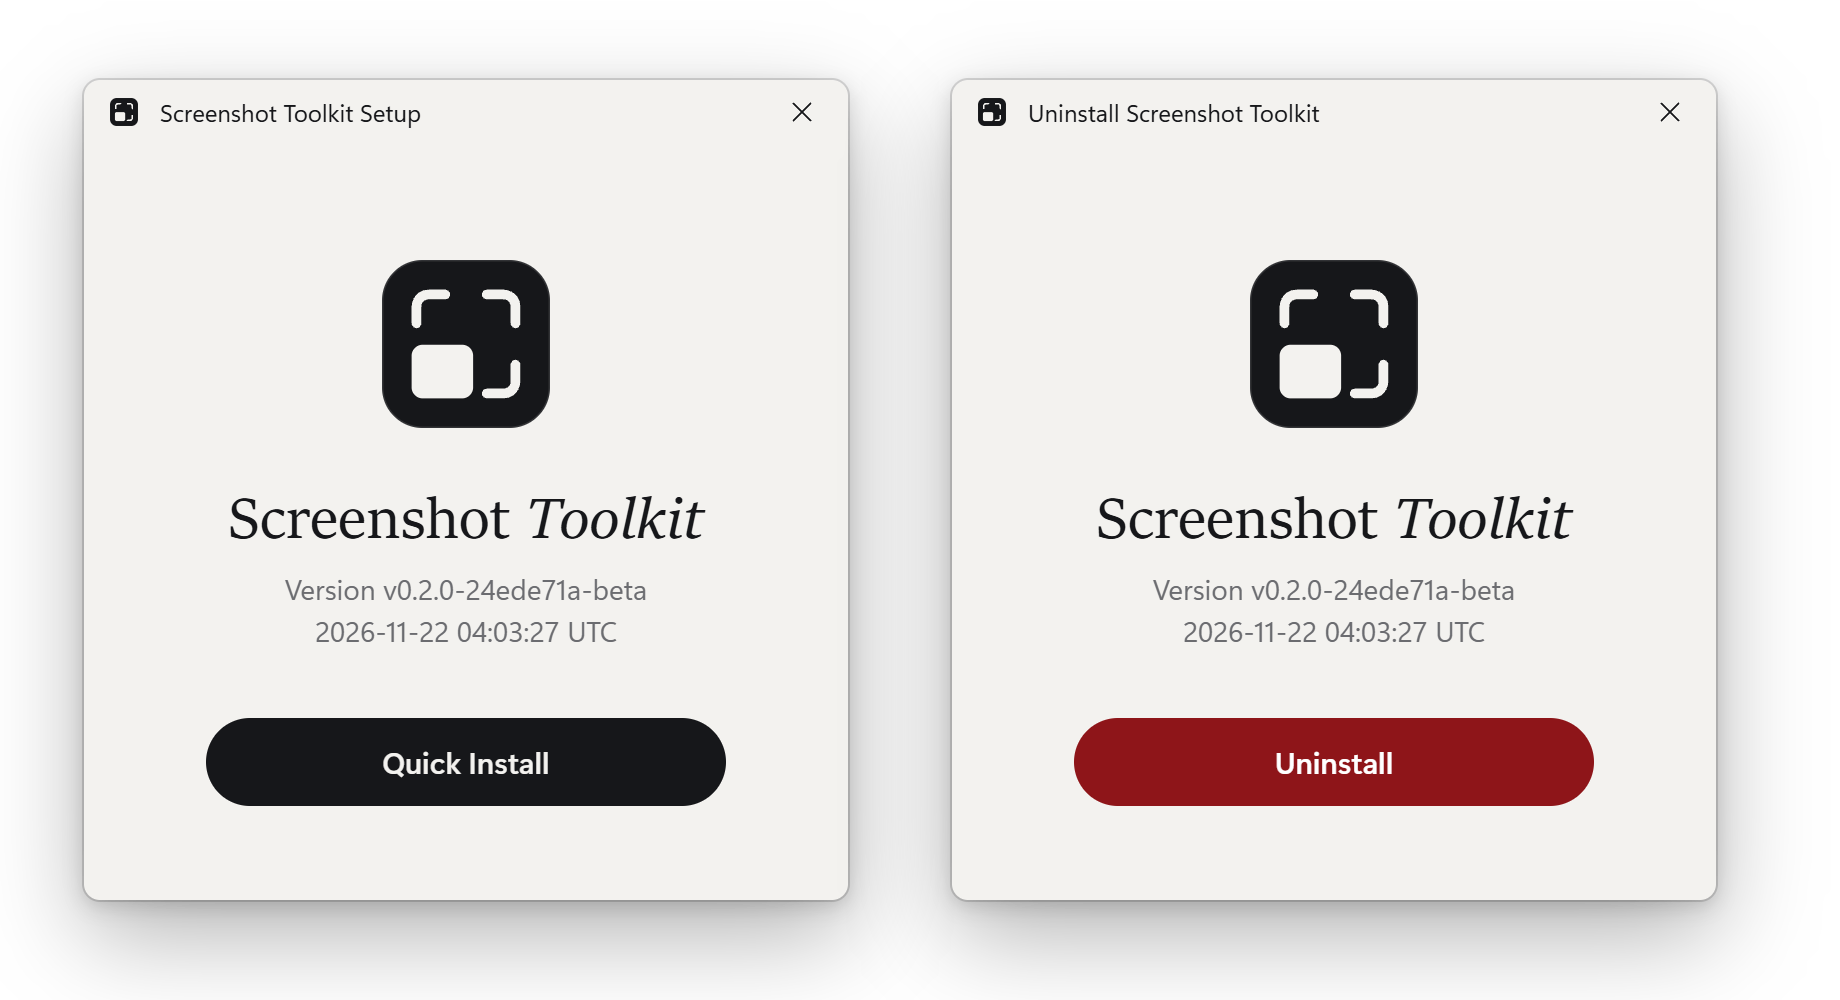 Screenshot Toolkit Setup
Screenshot Toolkit
Version v0.2.0-24ede71a-beta
2026-11-22 04:03:27 UTC
Quick Install
Uninstall Screenshot Toolkit
Screenshot Toolkit
Version v0.2.0-24ede71a-beta
2026-11-22 04:03:27 UTC
Uninstall